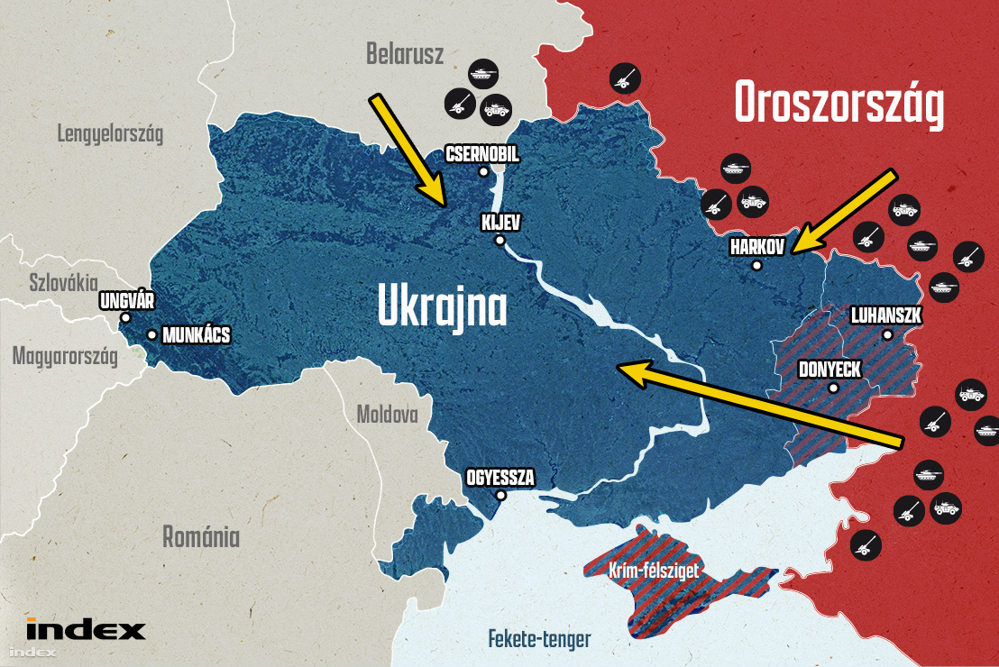 Belarusz
Oroszország
Lengyelország
CSERNOBIL
KIJEV
HARKOV
Szlovákia
UNGVÁR
Ukrajna
LUHANSZK
MUNKÁCS
Magyarország
DONYECK
Moldova
OGYESSZA
Románia
Krím-félsziget
index
Fekete-tenger
index